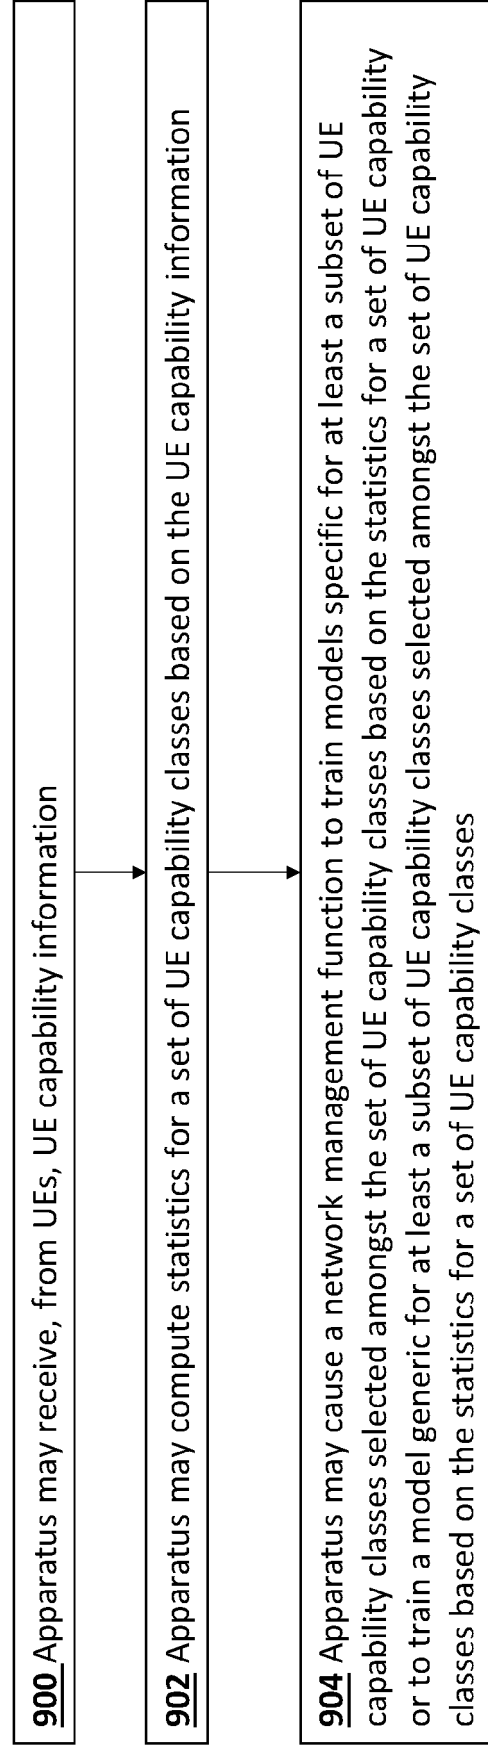 900 Apparatus may receive, from UEs, UE capability information
902 Apparatus may compute statistics for a set of UE capability classes based on the UE capability information
904 Apparatus may cause a network management function to train models specific for at least a subset of UE
capability classes selected amongst the set of UE capability classes based on the statistics for a set of UE capability
or to train a model generic for at least a subset of UE capability classes selected amongst the set of UE capability
classes based on the statistics for a set of UE capability classes